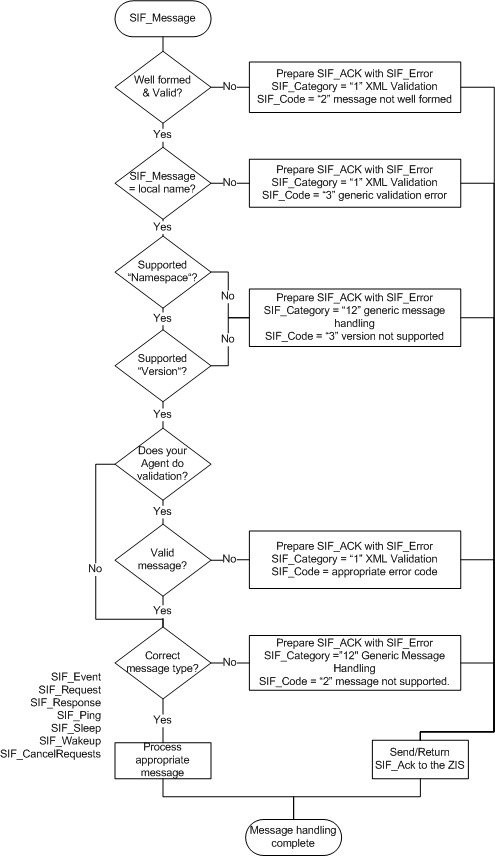 SIF_Message
Well formed
& Valid?
No
Prepare SIF_ACK with SIF_Error
SIF_Category = “1” XML Validation
SIF_Code = “2” message not well formed
Yes
SIF_Message
= local name?
No
Prepare SIF_ACK with SIF_Error
SIF_Category = “1” XML Validation
SIF_Code = “3” generic validation error
Yes
Supported
“Namespace“?
No
Prepare SIF_ACK with SIF_Error
SIF_Category = “12” generic message
handling
SIF_Code = “3” version not supported
Yes
No
Supported
“Version“?
Yes
Does your
Agent do
validation?
Yes
No
Valid
message?
No
Prepare SIF_ACK with SIF_Error
SIF_Category = “1” XML Validation
SIF_Code = appropriate error code
Yes
Correct
message type?
No
Prepare SIF_ACK with SIF_Error
SIF_Category =”12" Generic Message
Handling
SIF_Code = “2” message not supported.
SIF_Event
SIF_Request
SIF_Response
SIF_Ping
SIF_Sleep
SIF_Wakeup
SIF_CancelRequests
Yes
Process
appropriate
message
Send/Return
SIF_Ack to the ZIS
Message handling
complete